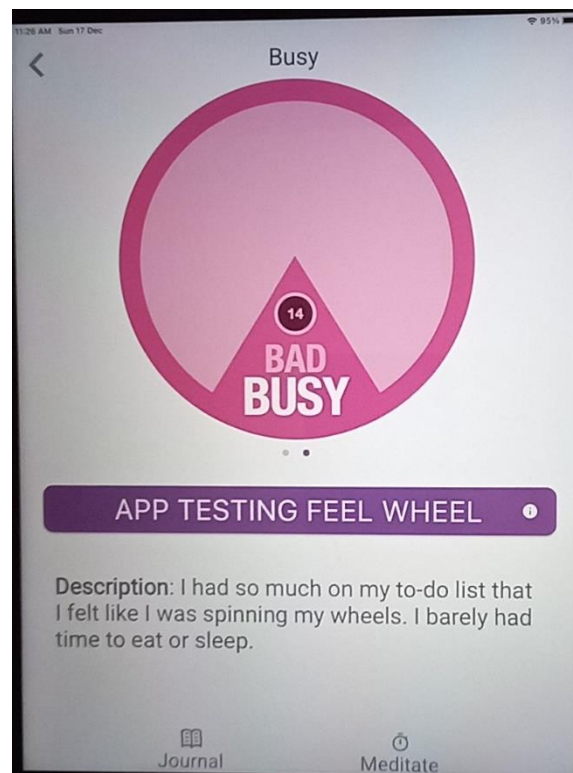 11:26 AM Sun 17 Dec
95%
Busy
14
BAD
BUSY
APP TESTING FEEL WHEEL
i
Description: I had so much on my to-do list that
I felt like I was spinning my wheels. I barely had
time to eat or sleep.
Journal
Meditate